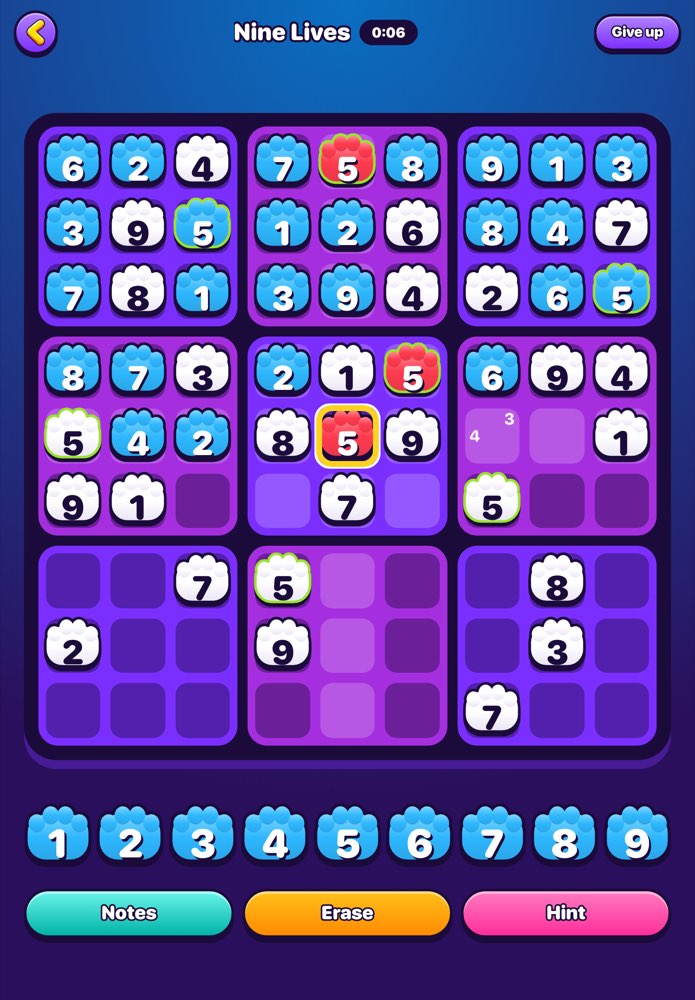 Nine Lives 0:06 Give up
6 2 4 7 5 8 9 1 3
3 9 5 1 2 6 8 4 7
7 8 1 3 9 4 2 6 5
8 7 3 2 1 5 6 9 4
5 4 2 8 5 9 4 3 1
9 1 7 5
7 5 8
2 9 3
7
1 2 3 4 5 6 7 8 9
Notes Erase Hint